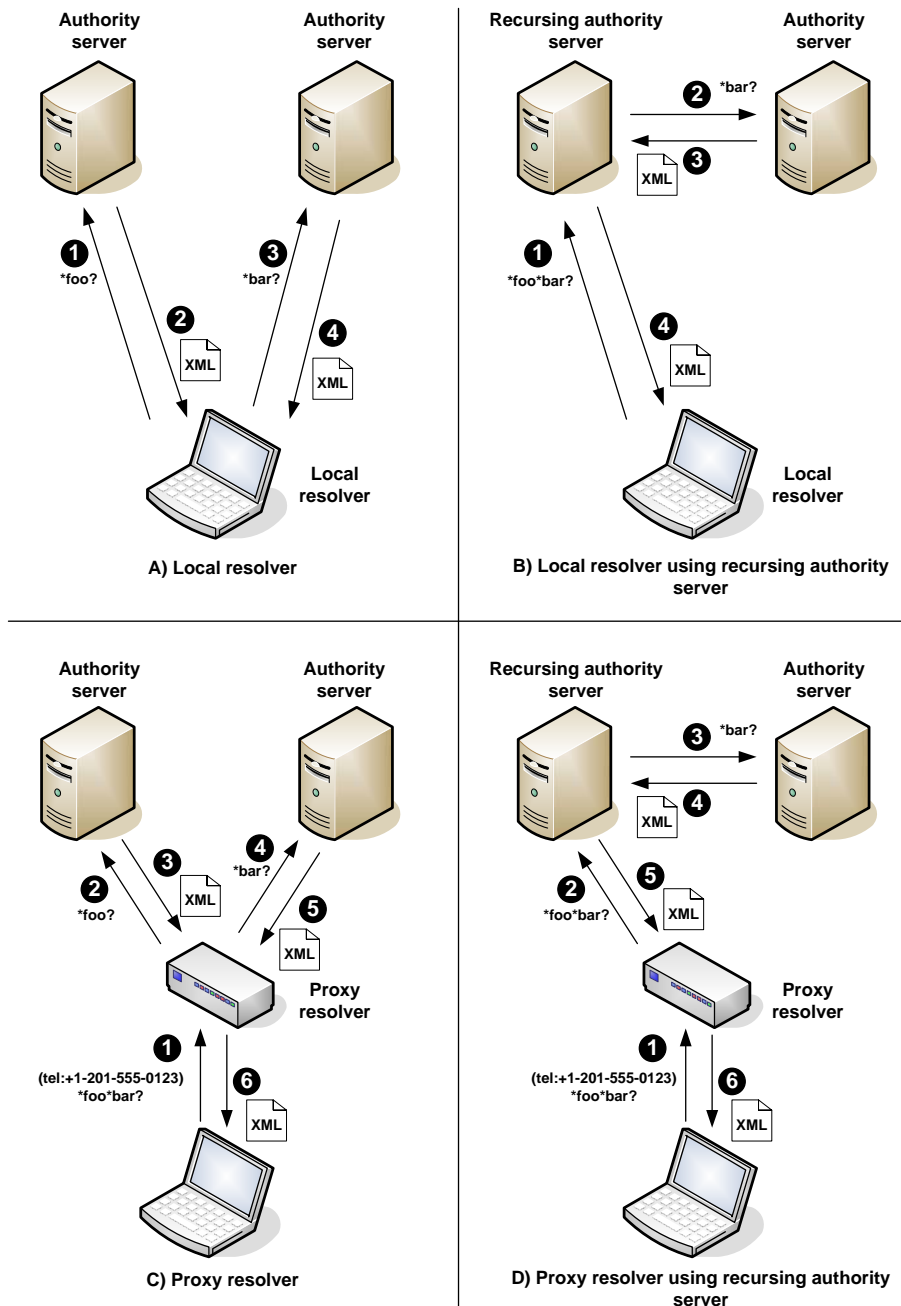 Authority
server
Authority
server
1
*foo?
2
XML
3
*bar?
4
XML
Local
resolver
A) Local resolver
Recursing authority
server
Authority
server
2
*bar?
3
XML
1
*foo*bar?
4
XML
Local
resolver
B) Local resolver using recursing authority
server
Authority
server
Authority
server
2
*foo?
3
XML
4
*bar?
5
XML
Proxy
resolver
1
(tel:+1-201-555-0123)
*foo*bar?
6
XML
C) Proxy resolver
Recursing authority
server
Authority
server
3
*bar?
4
XML
2
*foo*bar?
5
XML
Proxy
resolver
1
(tel:+1-201-555-0123)
*foo*bar?
6
XML
D) Proxy resolver using recursing authority
server